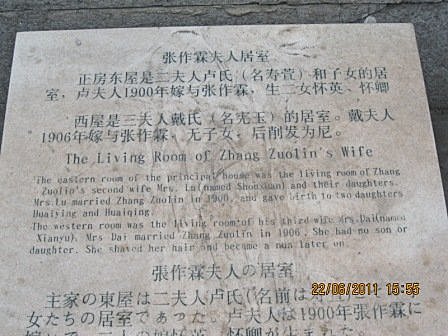 张作霖夫人居室
正房东屋是二夫人卢氏（名寿萱）和子女的居
室，卢夫人1900年嫁与张作霖，生二女怀英、怀卿
西屋是三夫人戴氏（名宪玉）的居室。戴夫人
1906年嫁与张作霖，无子女，后削发为尼。
The Living Room of Zhang Zuolin's Wife
The eastern room of the principal house was the living room of Zhang
Zuolin's second wife Mrs. Lu(named Shouxuan) and their daughters.
Mrs.Lu married Zhang Zuolin in 1900, and gave birth to two daughters
Huaiying and Huaiqing.
The western room was the living room of his third wife Mrs.Dai(named
Xianyu). Mrs Dai married Zhang Zuolin in 1906. She had no son or
daughter. She shaved her hair and became a nun later on.
22/06/2011 15:55
張作霖夫人の居室
主家の東屋は二夫人卢氏(名前は
女たちの居室であった 卢夫人は1900年張作霖に